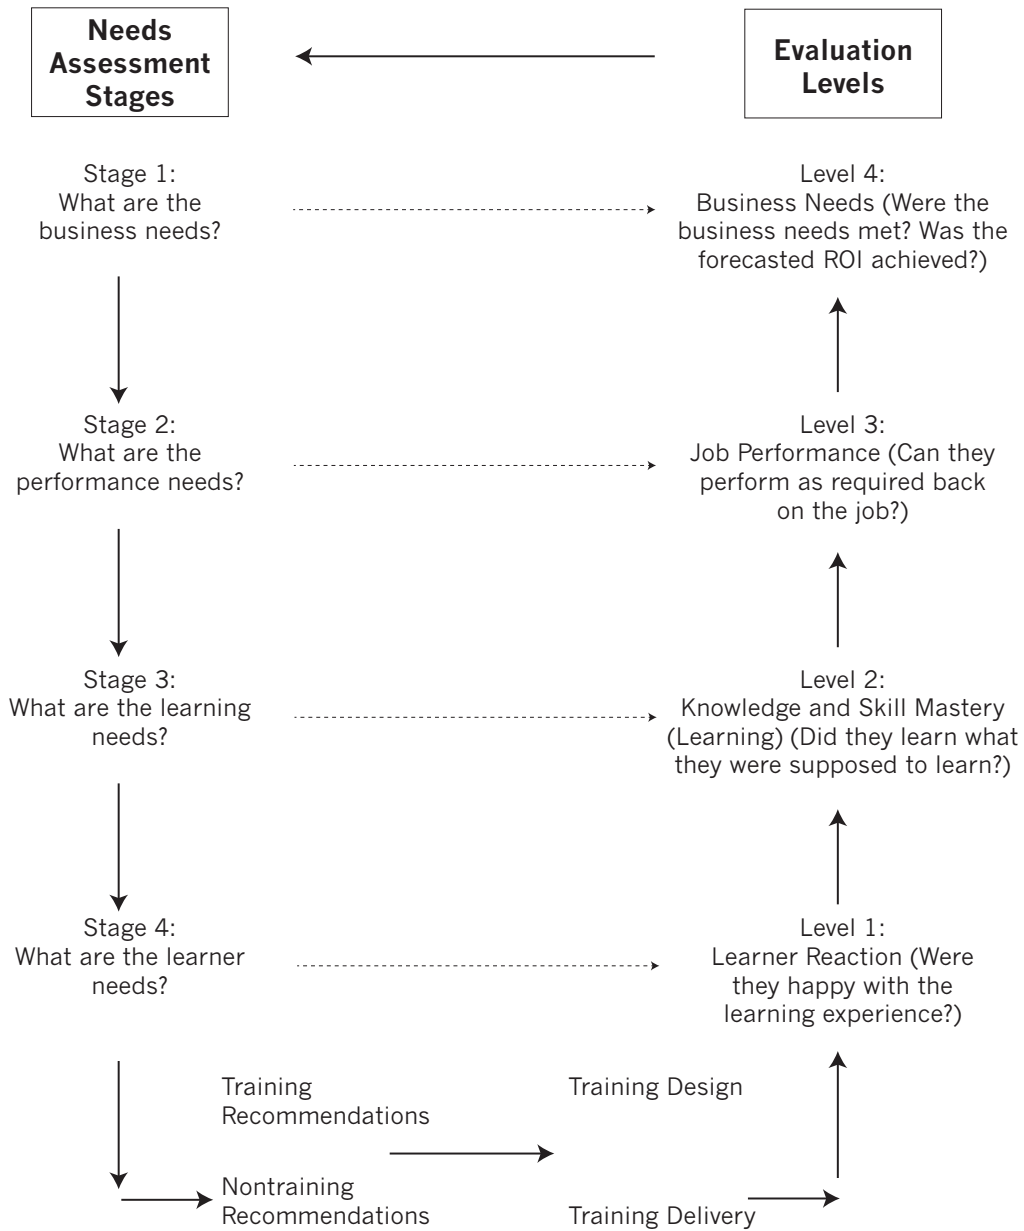 Needs
Assessment
Stages
Evaluation
Levels
Stage 1:
What are the
business needs?
Level 4:
Business Needs (Were the
business needs met? Was the
forecasted ROI achieved?)
Stage 2:
What are the
performance needs?
Level 3:
Job Performance (Can they
perform as required back
on the job?)
Stage 3:
What are the learning
needs?
Level 2:
Knowledge and Skill Mastery
(Learning) (Did they learn what
they were supposed to learn?)
Stage 4:
What are the learner
needs?
Level 1:
Learner Reaction (Were
they happy with the
learning experience?)
Training
Recommendations
Training Design
Nontraining
Recommendations
Training Delivery